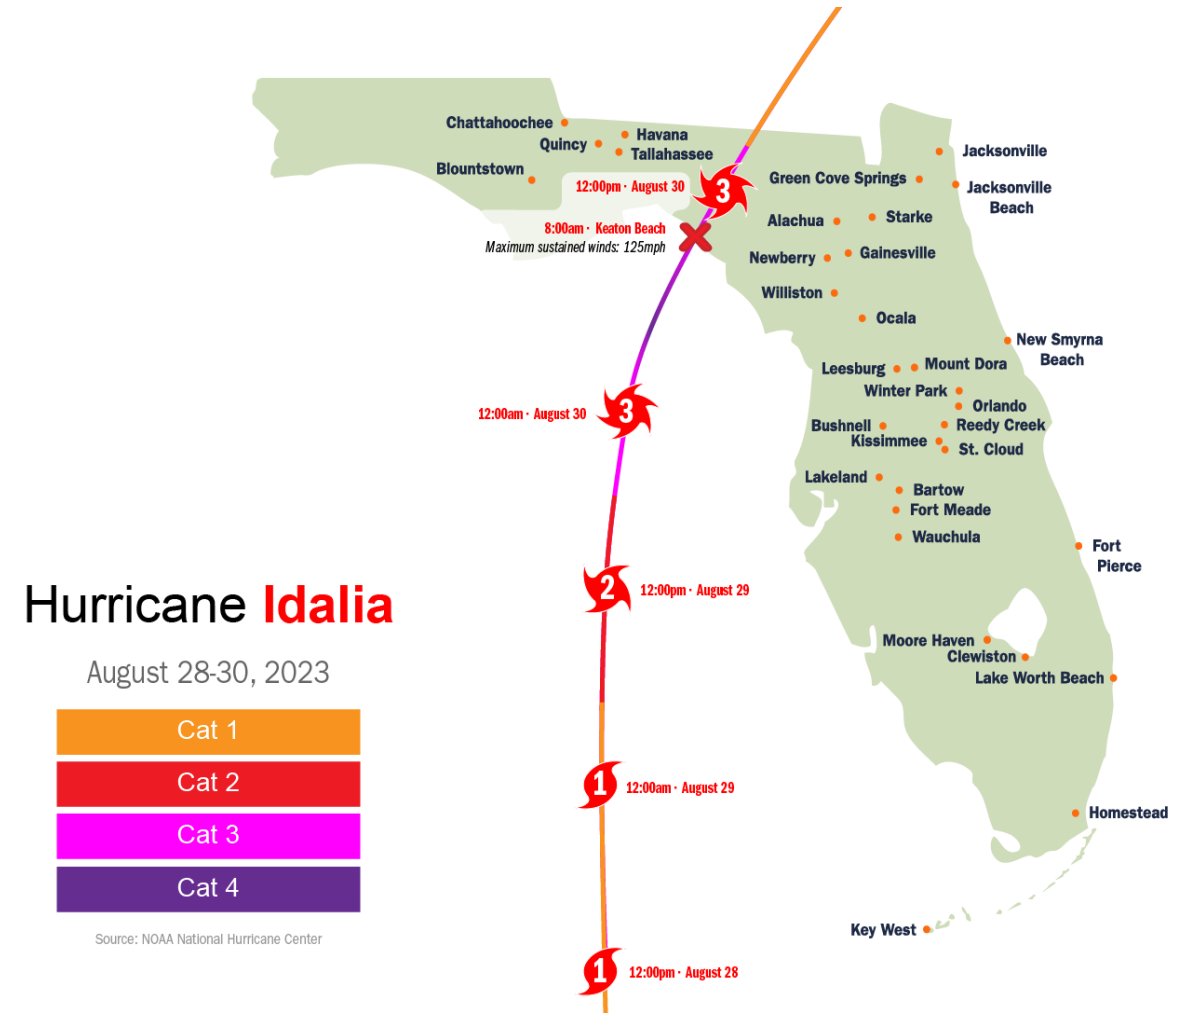 Chattahoochee
Havana
Quincy
Tallahassee
Blountstown
Jacksonville
Green Cove Springs
12:00pm · August 30
3
Jacksonville
Beach
Alachua
Starke
8:00am · Keaton Beach
Maximum sustained winds: 125mph
Newberry
Gainesville
Williston
Ocala
New Smyrna
Beach
Leesburg
Mount Dora
Winter Park
Orlando
12:00am · August 30
3
Bushnell
Reedy Creek
Kissimmee
St. Cloud
Lakeland
Bartow
Fort Meade
Wauchula
Fort
Pierce
2
12:00pm · August 29
Hurricane Idalia
August 28-30, 2023
Moore Haven
Clewiston
Lake Worth Beach
Cat 1
Cat 2
Cat 3
Cat 4
1
12:00am · August 29
Homestead
Key West
Source: NOAA National Hurricane Center
1
12:00pm · August 28